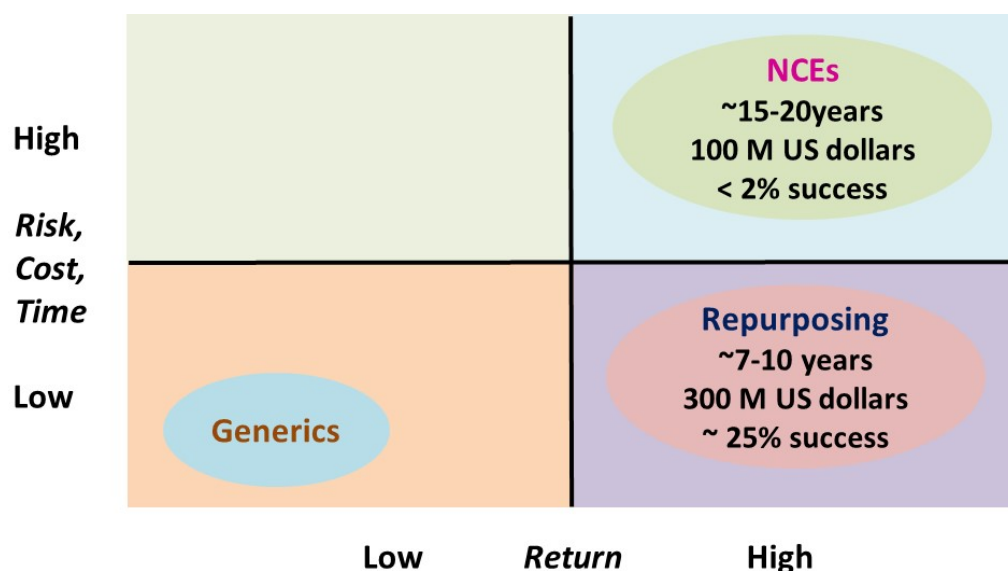 NCEs
~15-20years
100 M US dollars
< 2% success
High
Risk,
Cost,
Time
Low
Repurposing
~7-10 years
300 M US dollars
~ 25% success
Generics
Low Return High